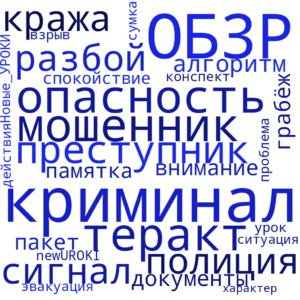 кража
взрыв
сумка
ОБЗР
разбой
алгоритм
спокойствие
конспект
опасность
грабёж
мошенник
преступник
памятка
внимание
проблема
действия
Новые_УРОКИ
криминал
теракт
урок
ситуация
пакет
полиция
newUROKI
сигнал
документы
эвакуация
характер